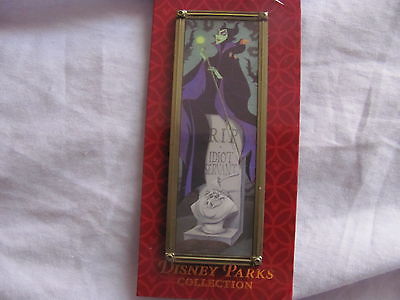 R.I.P
IDIOT
SERVANT
DISNEY PARKS
COLLECTION